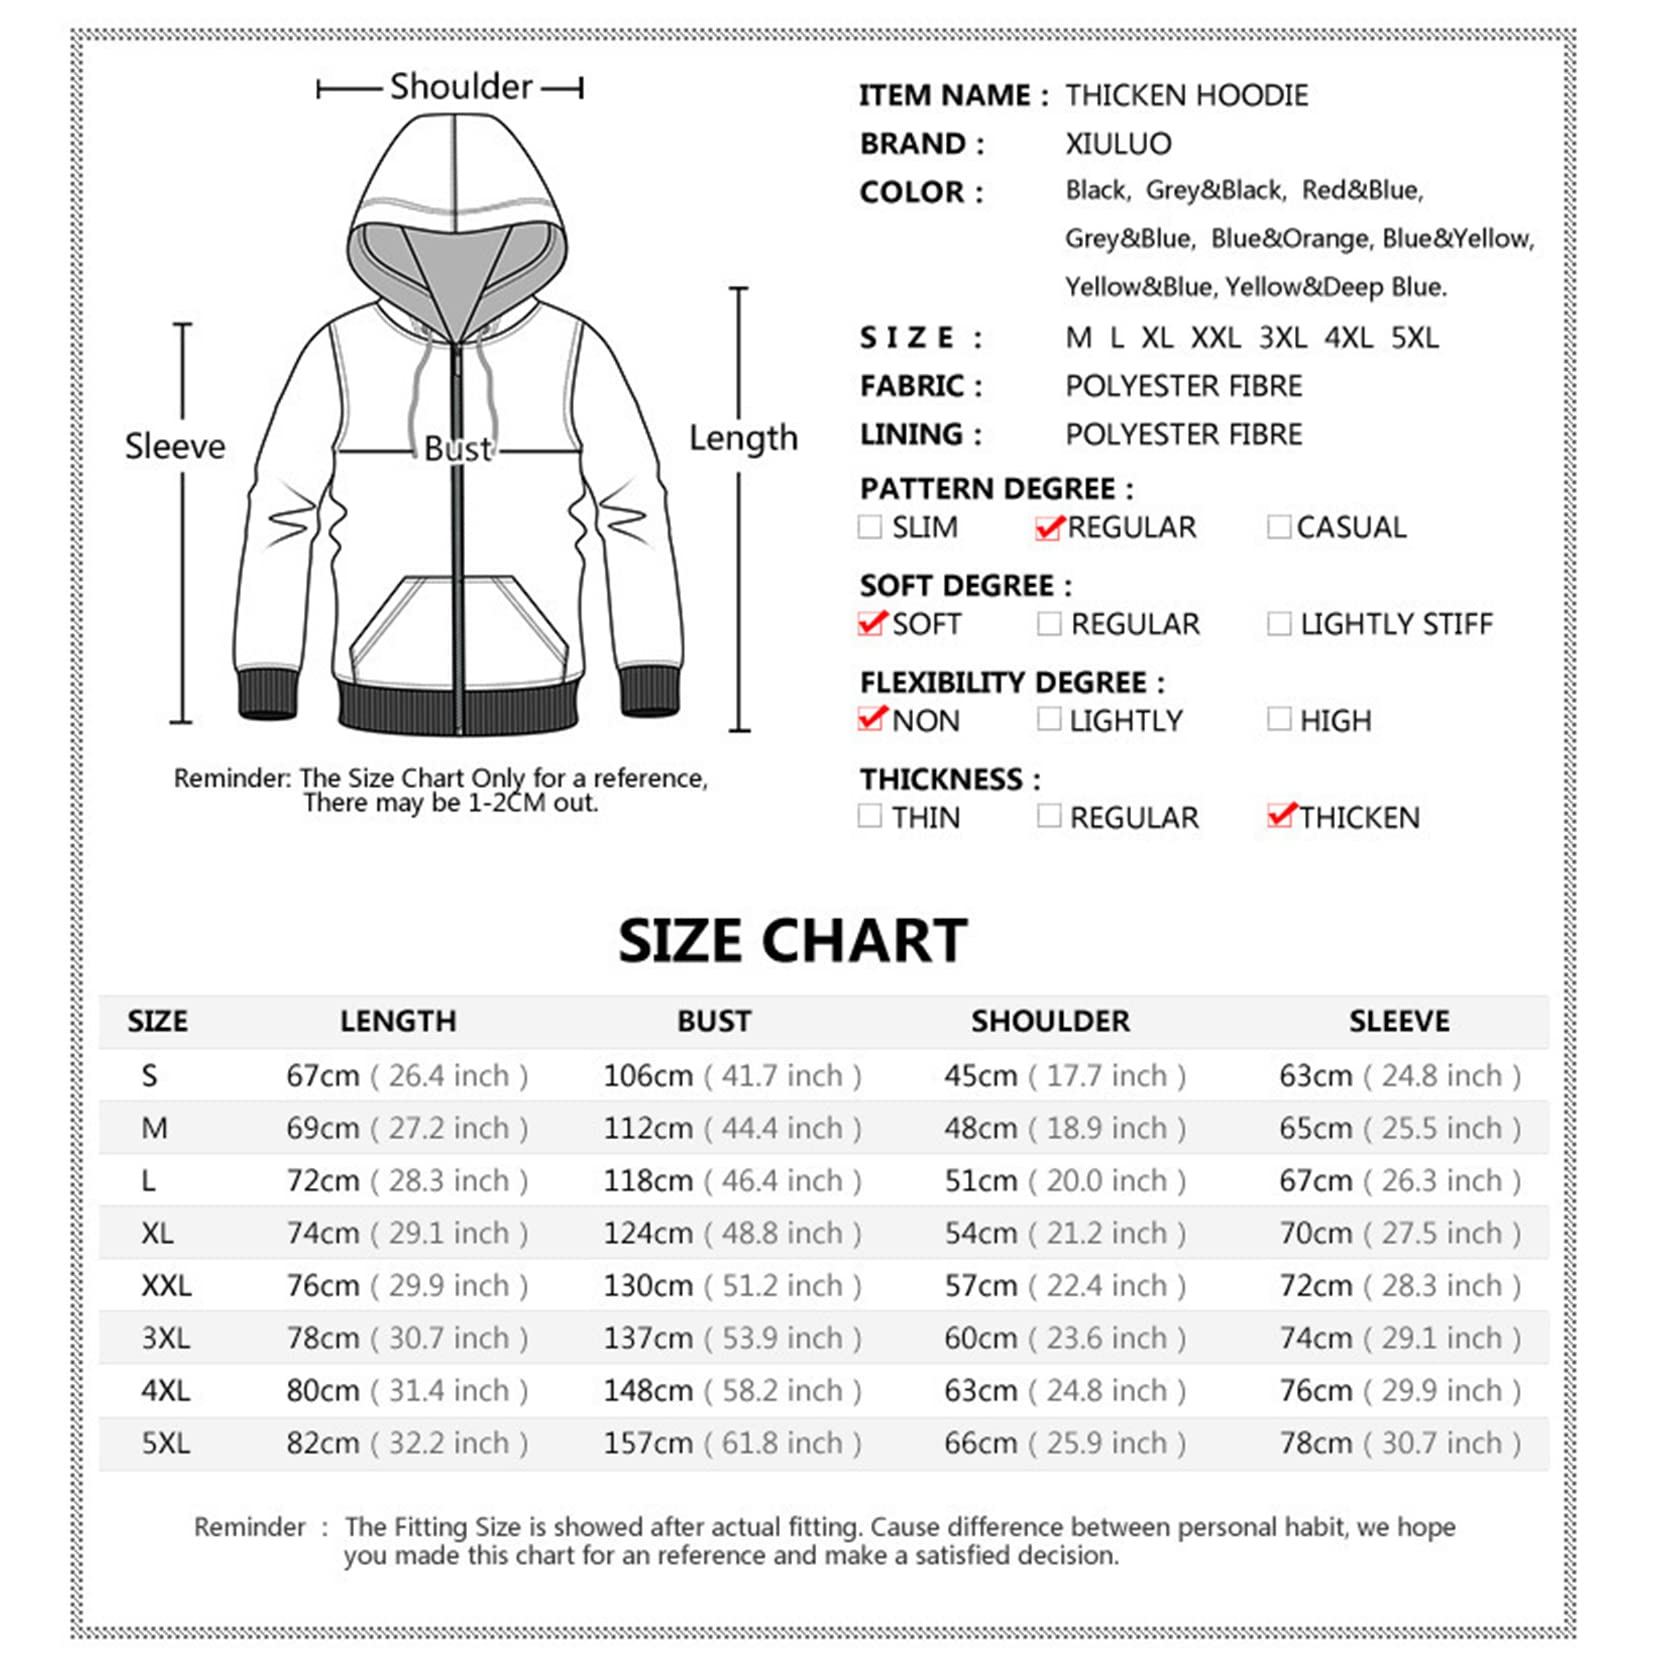 Shoulder
Sleeve
Bust
Length
Reminder: The Size Chart Only for a reference,
There may be 1-2CM out.
ITEM NAME : THICKEN HOODIE
BRAND : XIULUO
COLOR : Black, Grey&Black, Red&Blue,
Grey&Blue, Blue&Orange, Blue&Yellow,
Yellow&Blue, Yellow&Deep Blue.
SIZE : M L XL XXL 3XL 4XL 5XL
FABRIC : POLYESTER FIBRE
LINING : POLYESTER FIBRE
PATTERN DEGREE :
SLIM REGULAR CASUAL
SOFT DEGREE :
SOFT REGULAR LIGHTLY STIFF
FLEXIBILITY DEGREE :
NON LIGHTLY HIGH
THICKNESS :
THIN REGULAR THICKEN
SIZE CHART
SIZE LENGTH BUST SHOULDER SLEEVE
S 67cm ( 26.4 inch ) 106cm ( 41.7 inch ) 45cm ( 17.7 inch ) 63cm ( 24.8 inch )
M 69cm ( 27.2 inch ) 112cm ( 44.4 inch ) 48cm ( 18.9 inch ) 65cm ( 25.5 inch )
L 72cm ( 28.3 inch ) 118cm ( 46.4 inch ) 51cm ( 20.0 inch ) 67cm ( 26.3 inch )
XL 74cm ( 29.1 inch ) 124cm ( 48.8 inch ) 54cm ( 21.2 inch ) 70cm ( 27.5 inch )
XXL 76cm ( 29.9 inch ) 130cm ( 51.2 inch ) 57cm ( 22.4 inch ) 72cm ( 28.3 inch )
3XL 78cm ( 30.7 inch ) 137cm ( 53.9 inch ) 60cm ( 23.6 inch ) 74cm ( 29.1 inch )
4XL 80cm ( 31.4 inch ) 148cm ( 58.2 inch ) 63cm ( 24.8 inch ) 76cm ( 29.9 inch )
5XL 82cm ( 32.2 inch ) 157cm ( 61.8 inch ) 66cm ( 25.9 inch ) 78cm ( 30.7 inch )
Reminder : The Fitting Size is showed after actual fitting. Cause difference between personal habit, we hope
you made this chart for an reference and make a satisfied decision.